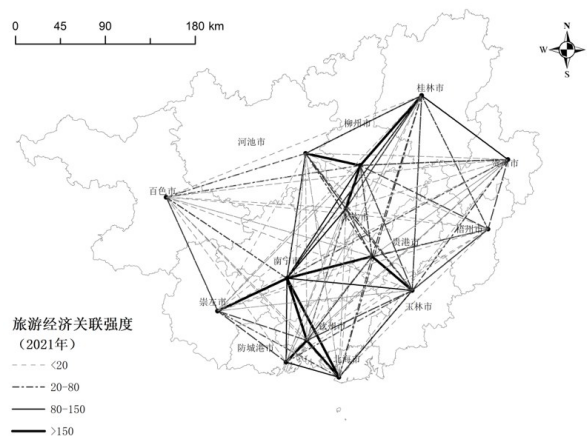 0 45 90 180 km
N
W
S
桂林市
柳州市
河池市
百色市
梧州市
贵港市
南宁市
崇左市
玉林市
钦州市
防城港市
北海市
旅游经济关联强度
（2021年）
<20
20-80
80-150
>150